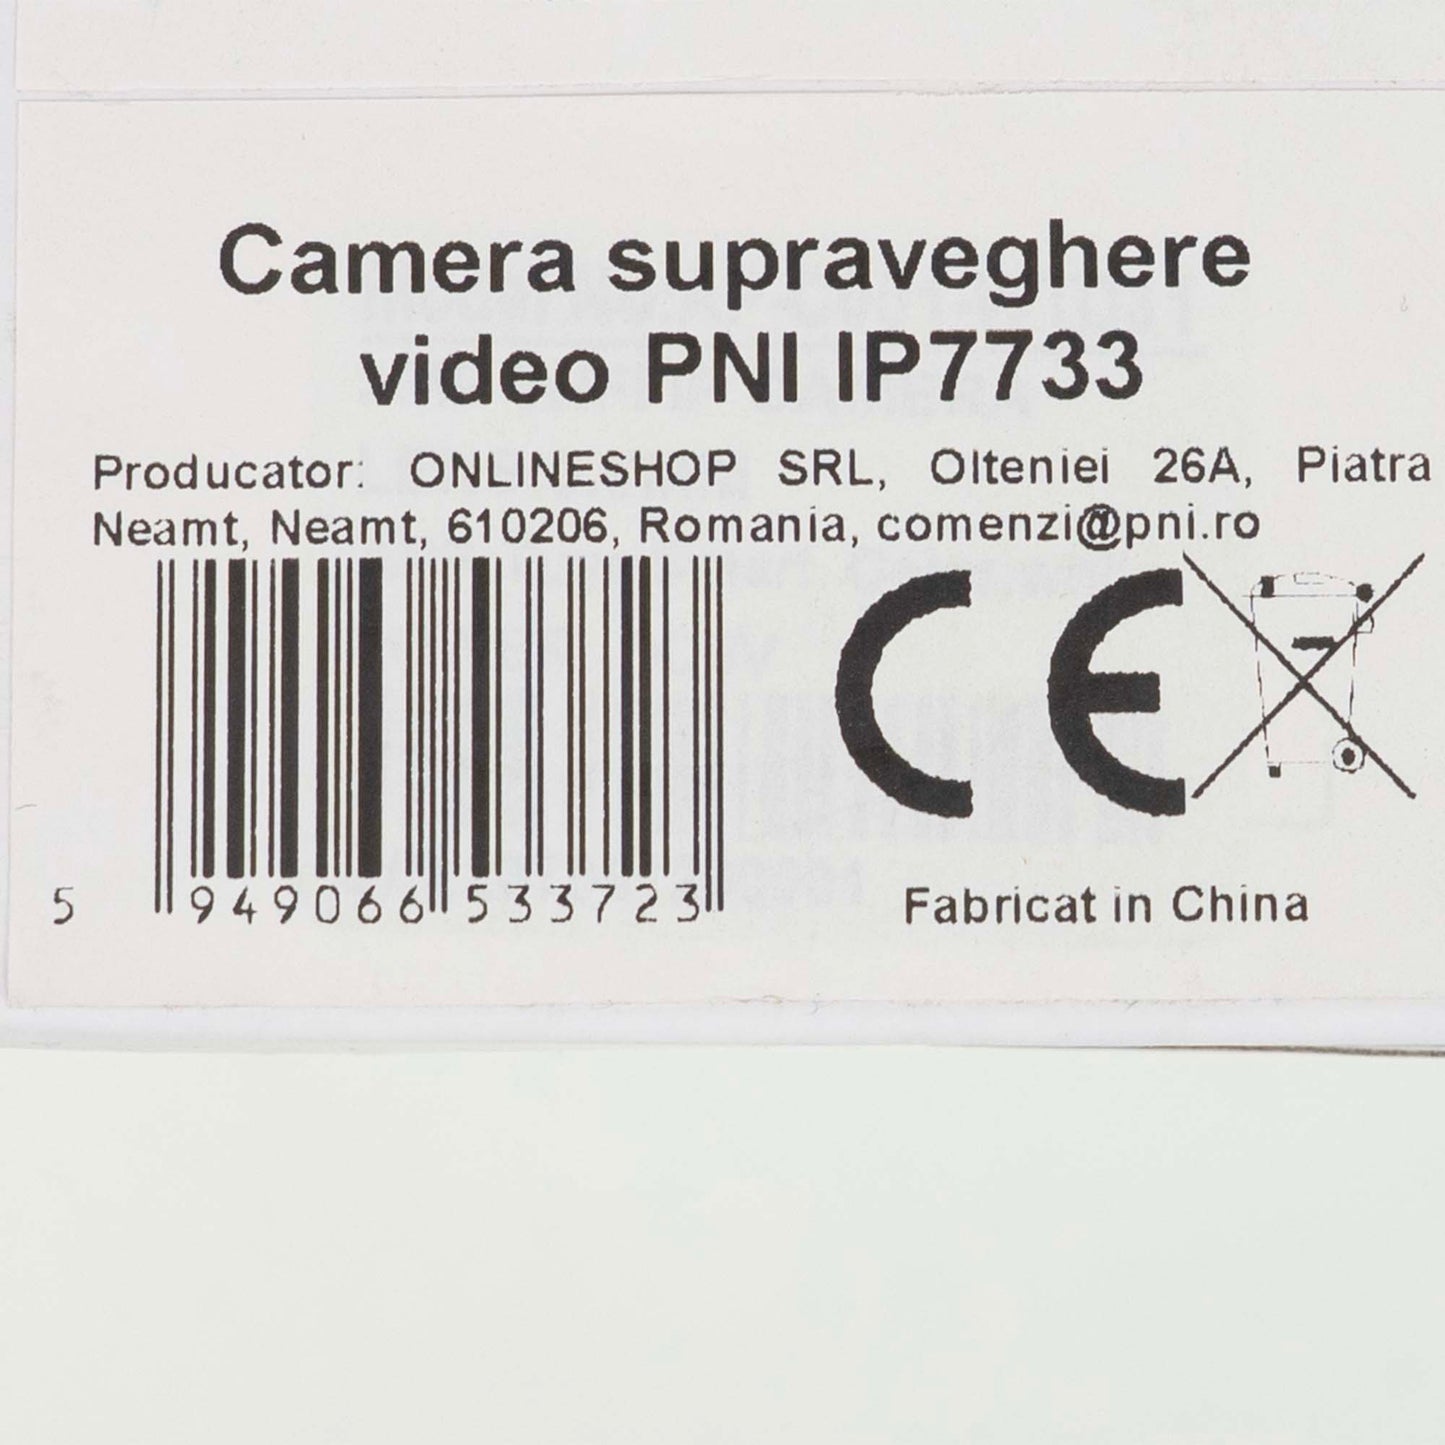 Camera supraveghere
video PNI IP7733
Producator: ONLINESHOP SRL, Olteniei 26A, Piatra
Neamt, Neamt, 610206, Romania, comenzi@pni.ro
CE
5 949066 533723
Fabricat in China